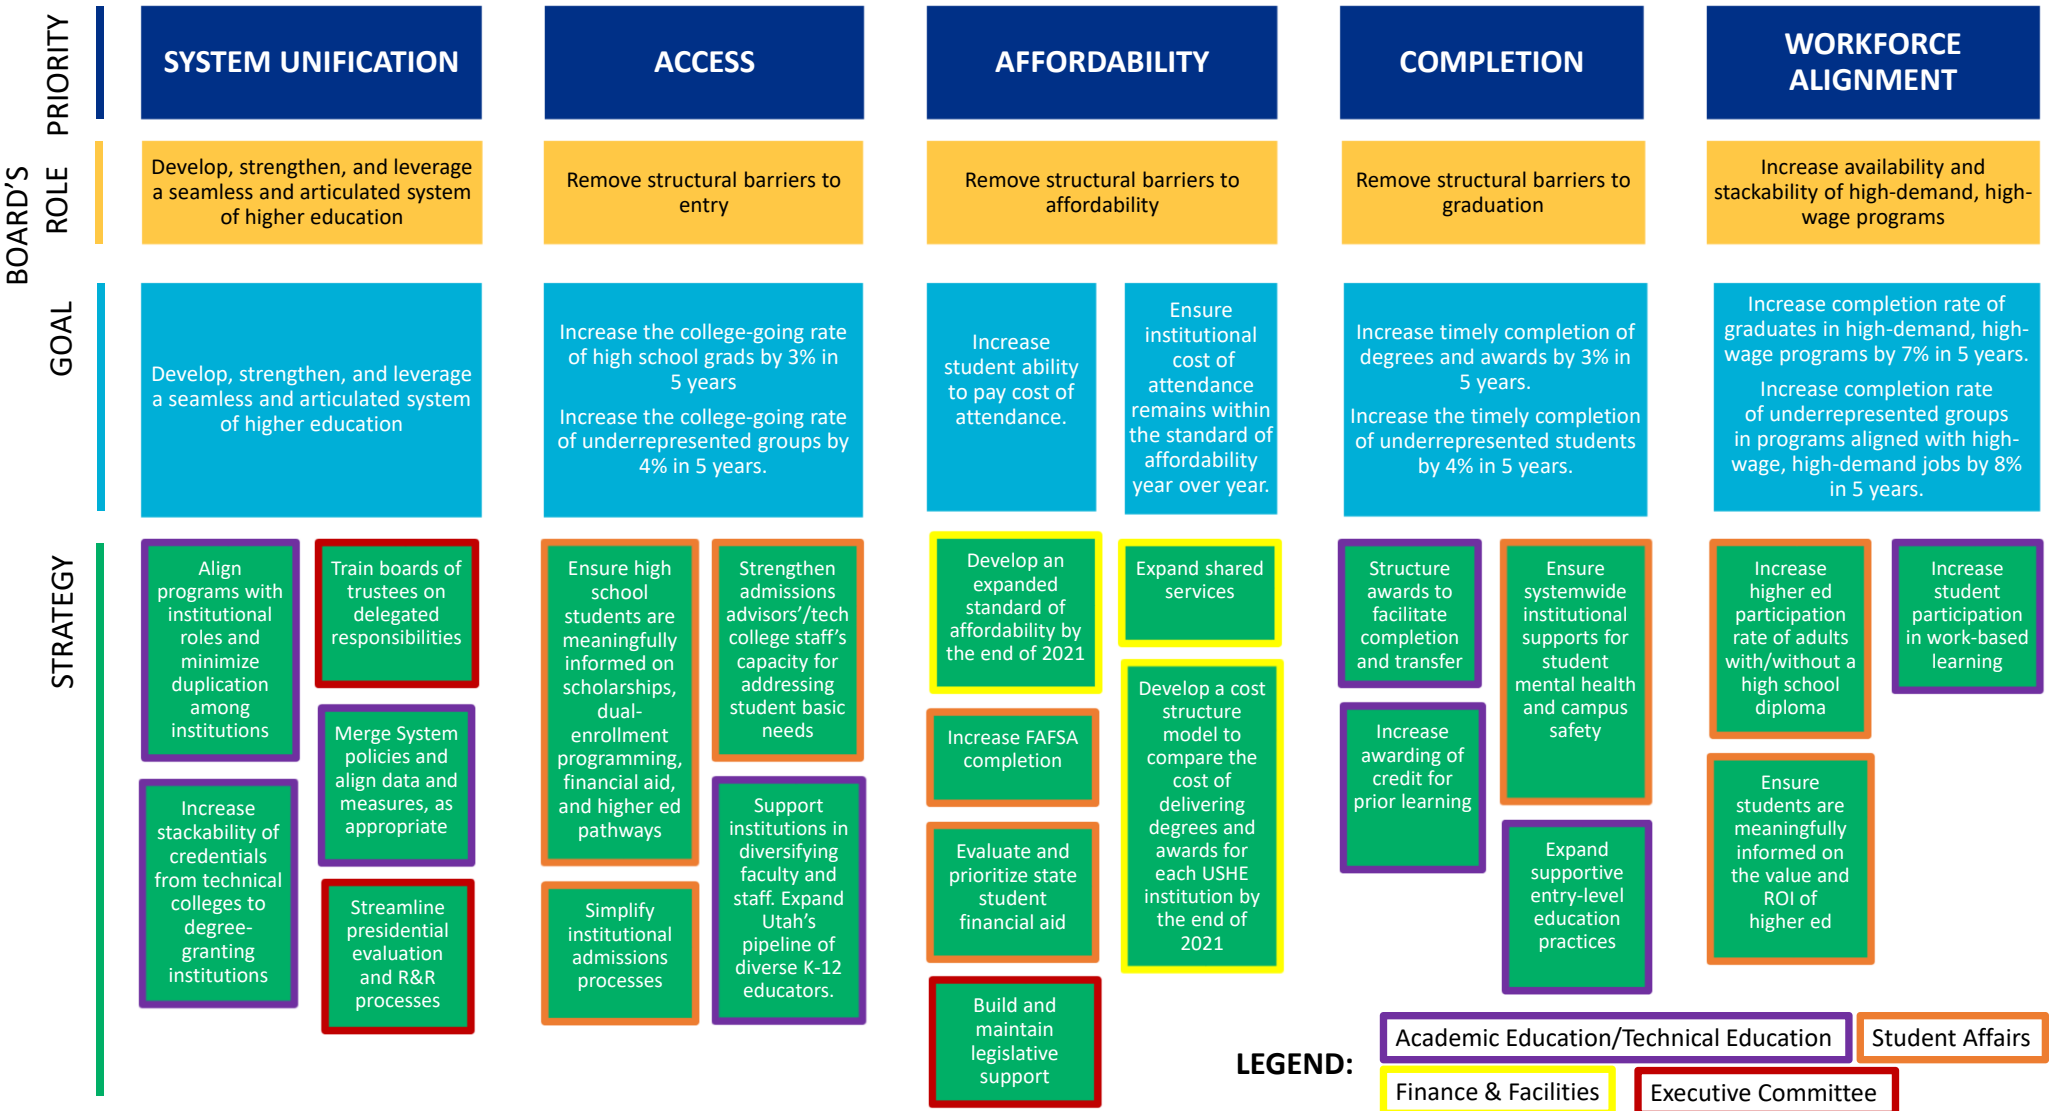 PRIORITY
SYSTEM UNIFICATION
ACCESS
AFFORDABILITY
COMPLETION
WORKFORCE
ALIGNMENT
BOARD'S
ROLE
Develop, strengthen, and leverage
a seamless and articulated system
of higher education
Remove structural barriers to
entry
Remove structural barriers to
affordability
Remove structural barriers to
graduation
Increase availability and
stackability of high-demand, high-
wage programs
GOAL
Develop, strengthen, and leverage
a seamless and articulated system
of higher education
Increase the college-going rate
of high school grads by 3% in
5 years
Increase the college-going rate
of underrepresented groups by
4% in 5 years.
Increase
student ability
to pay cost of
attendance.
Ensure
institutional
cost of
attendance
remains within
the standard of
affordability
year over year.
Increase timely completion of
degrees and awards by 3% in
5 years.
Increase the timely completion
of underrepresented students
by 4% in 5 years.
Increase completion rate of
graduates in high-demand, high-
wage programs by 7% in 5 years.
Increase completion rate
of underrepresented groups
in programs aligned with high-
wage, high-demand jobs by 8%
in 5 years.
STRATEGY
Align
programs with
institutional
roles and
minimize
duplication
among
institutions
Increase
stackability of
credentials
from technical
colleges to
degree-
granting
institutions
Train boards of
trustees on
delegated
responsibilities
Merge System
policies and
align data and
measures, as
appropriate
Streamline
presidential
evaluation
and R&R
processes
Ensure high
school
students are
meaningfully
informed on
scholarships,
dual-
enrollment
programming,
financial aid,
and higher ed
pathways
Simplify
institutional
admissions
processes
Strengthen
admissions
advisors'/tech
college staff's
capacity for
addressing
student basic
needs
Support
institutions in
diversifying
faculty and
staff. Expand
Utah's
pipeline of
diverse K-12
educators.
Develop an
expanded
standard of
affordability by
the end of 2021
Increase FAFSA
completion
Evaluate and
prioritize state
student
financial aid
Build and
maintain
legislative
support
Expand shared
services
Develop a cost
structure
model to
compare the
cost of
delivering
degrees and
awards for
each USHE
institution by
the end of
2021
Structure
awards to
facilitate
completion
and transfer
Increase
awarding of
credit for
prior learning
Ensure
systemwide
institutional
supports for
student
mental health
and campus
safety
Expand
supportive
entry-level
education
practices
Increase
higher ed
participation
rate of adults
with/without a
high school
diploma
Ensure
students are
meaningfully
informed on
the value and
ROI of
higher ed
Increase
student
participation
in work-based
learning
LEGEND:
Academic Education/Technical Education
Student Affairs
Finance & Facilities
Executive Committee